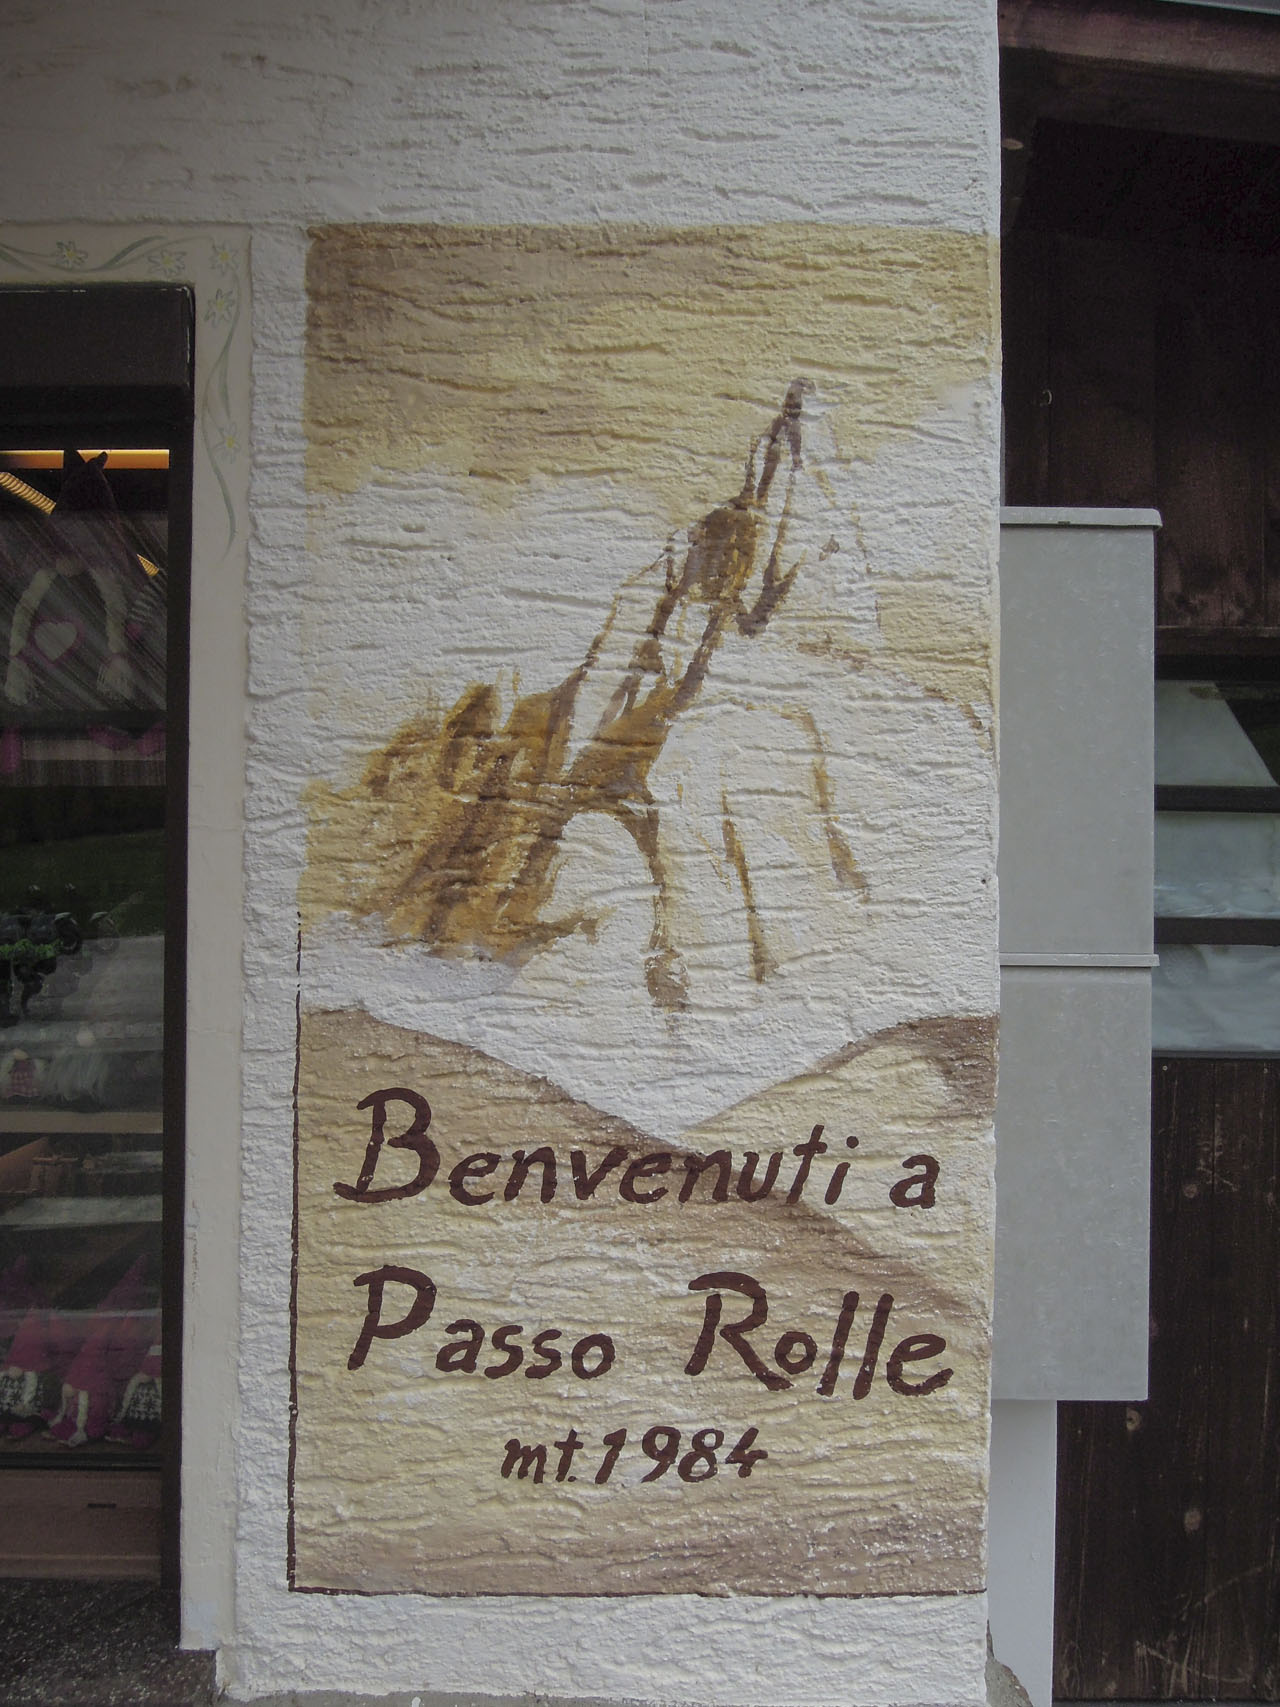 Benvenuti a
Passo Rolle
mt. 1984